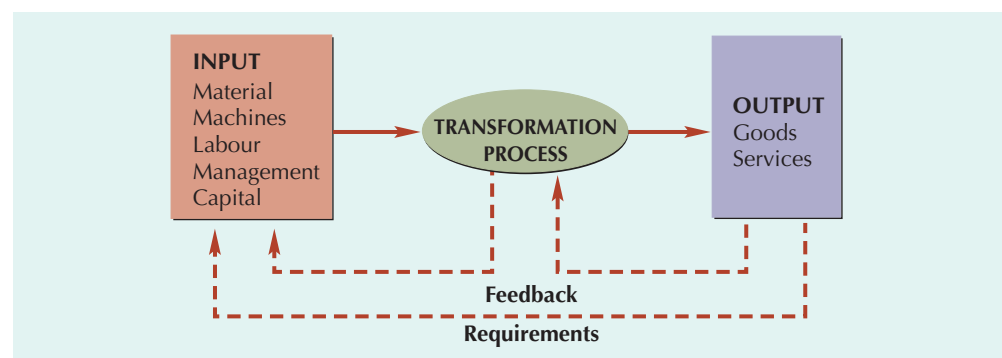 INPUT
Material
Machines
Labour
Management
Capital
TRANSFORMATION
PROCESS
OUTPUT
Goods
Services
Feedback
Requirements